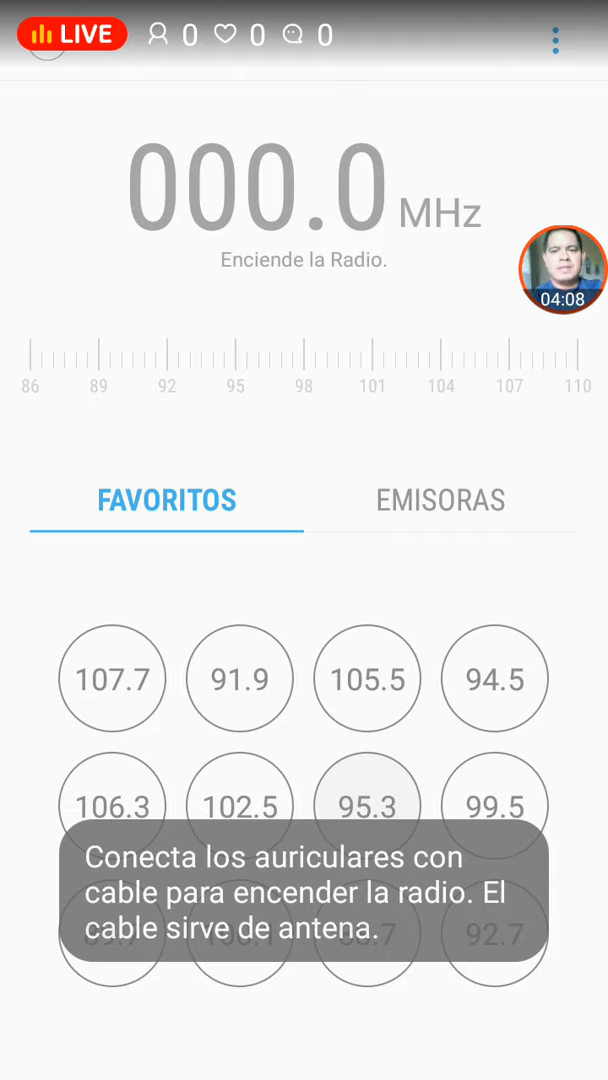 LIVE 0 0 0
000.0 MHz
Enciende la Radio.
04:08
86 89 92 95 98 101 104 107 110
FAVORITOS EMISORAS
107.7 91.9 105.5 94.5
106.3 102.5 95.3 99.5
Conecta los auriculares con
cable para encender la radio. El
cable sirve de antena.
92.7